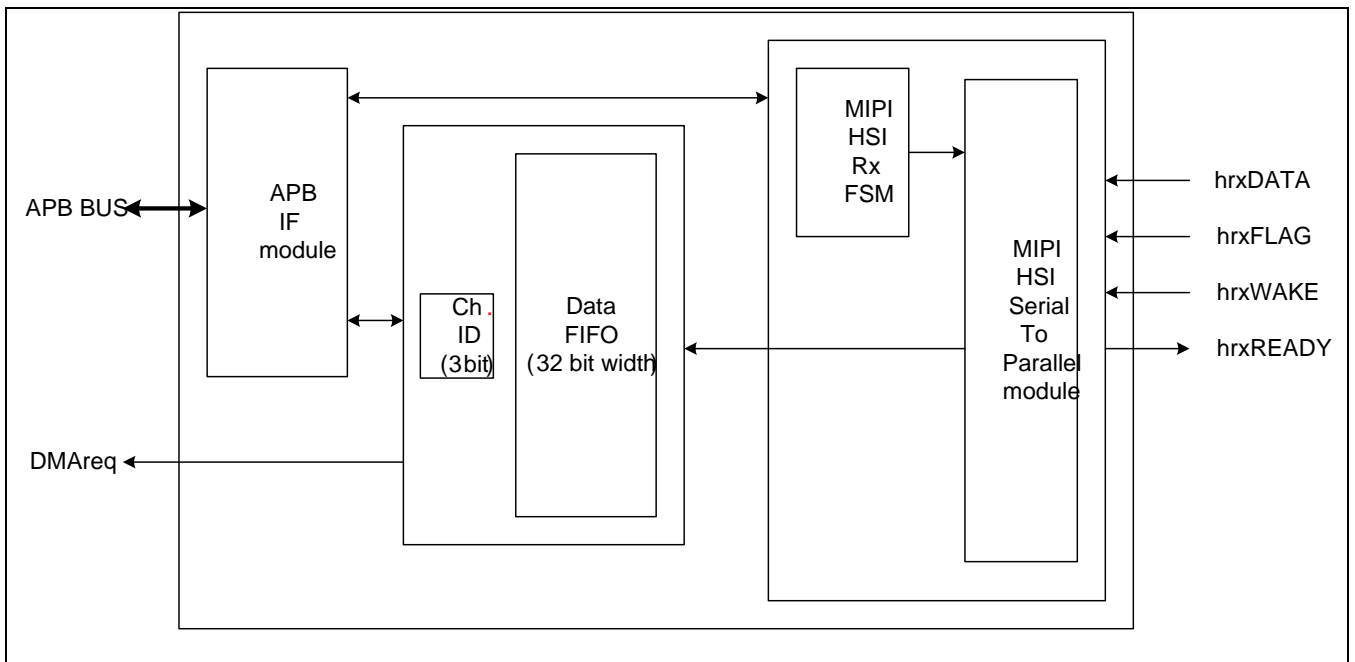 APB BUS
DMAreq
APB
IF
module
Ch.
ID
(3bit)
Data
FIFO
(32 bit width)
MIPI
HSI
Rx
FSM
MIPI
HSI
Serial
To
Parallel
module
hrxDATA
hrxFLAG
hrxWAKE
hrxREADY